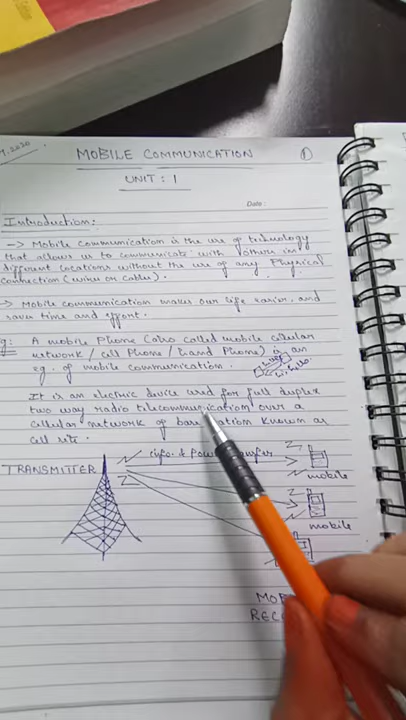 MOBILE COMMUNICATION
1
UNIT : 1
Date :
Introduction:
-> Mobile communication is the use of technology
that allows us to communicate with others in
different locations without the use of any Physical
Connection (wires or cables).
-> Mobile communication makes our life easier, and
save time and effort.
eg: A mobile Phone (also called mobile cellular
network / cell Phone / hand Phone) is an
eg. of mobile communication.
It is an electric device used for full duplex
two way radio telecommunication over a
cellular network of base station known as
cell site.
TRANSMITTER
info. & Power transfer
mobile
mobile